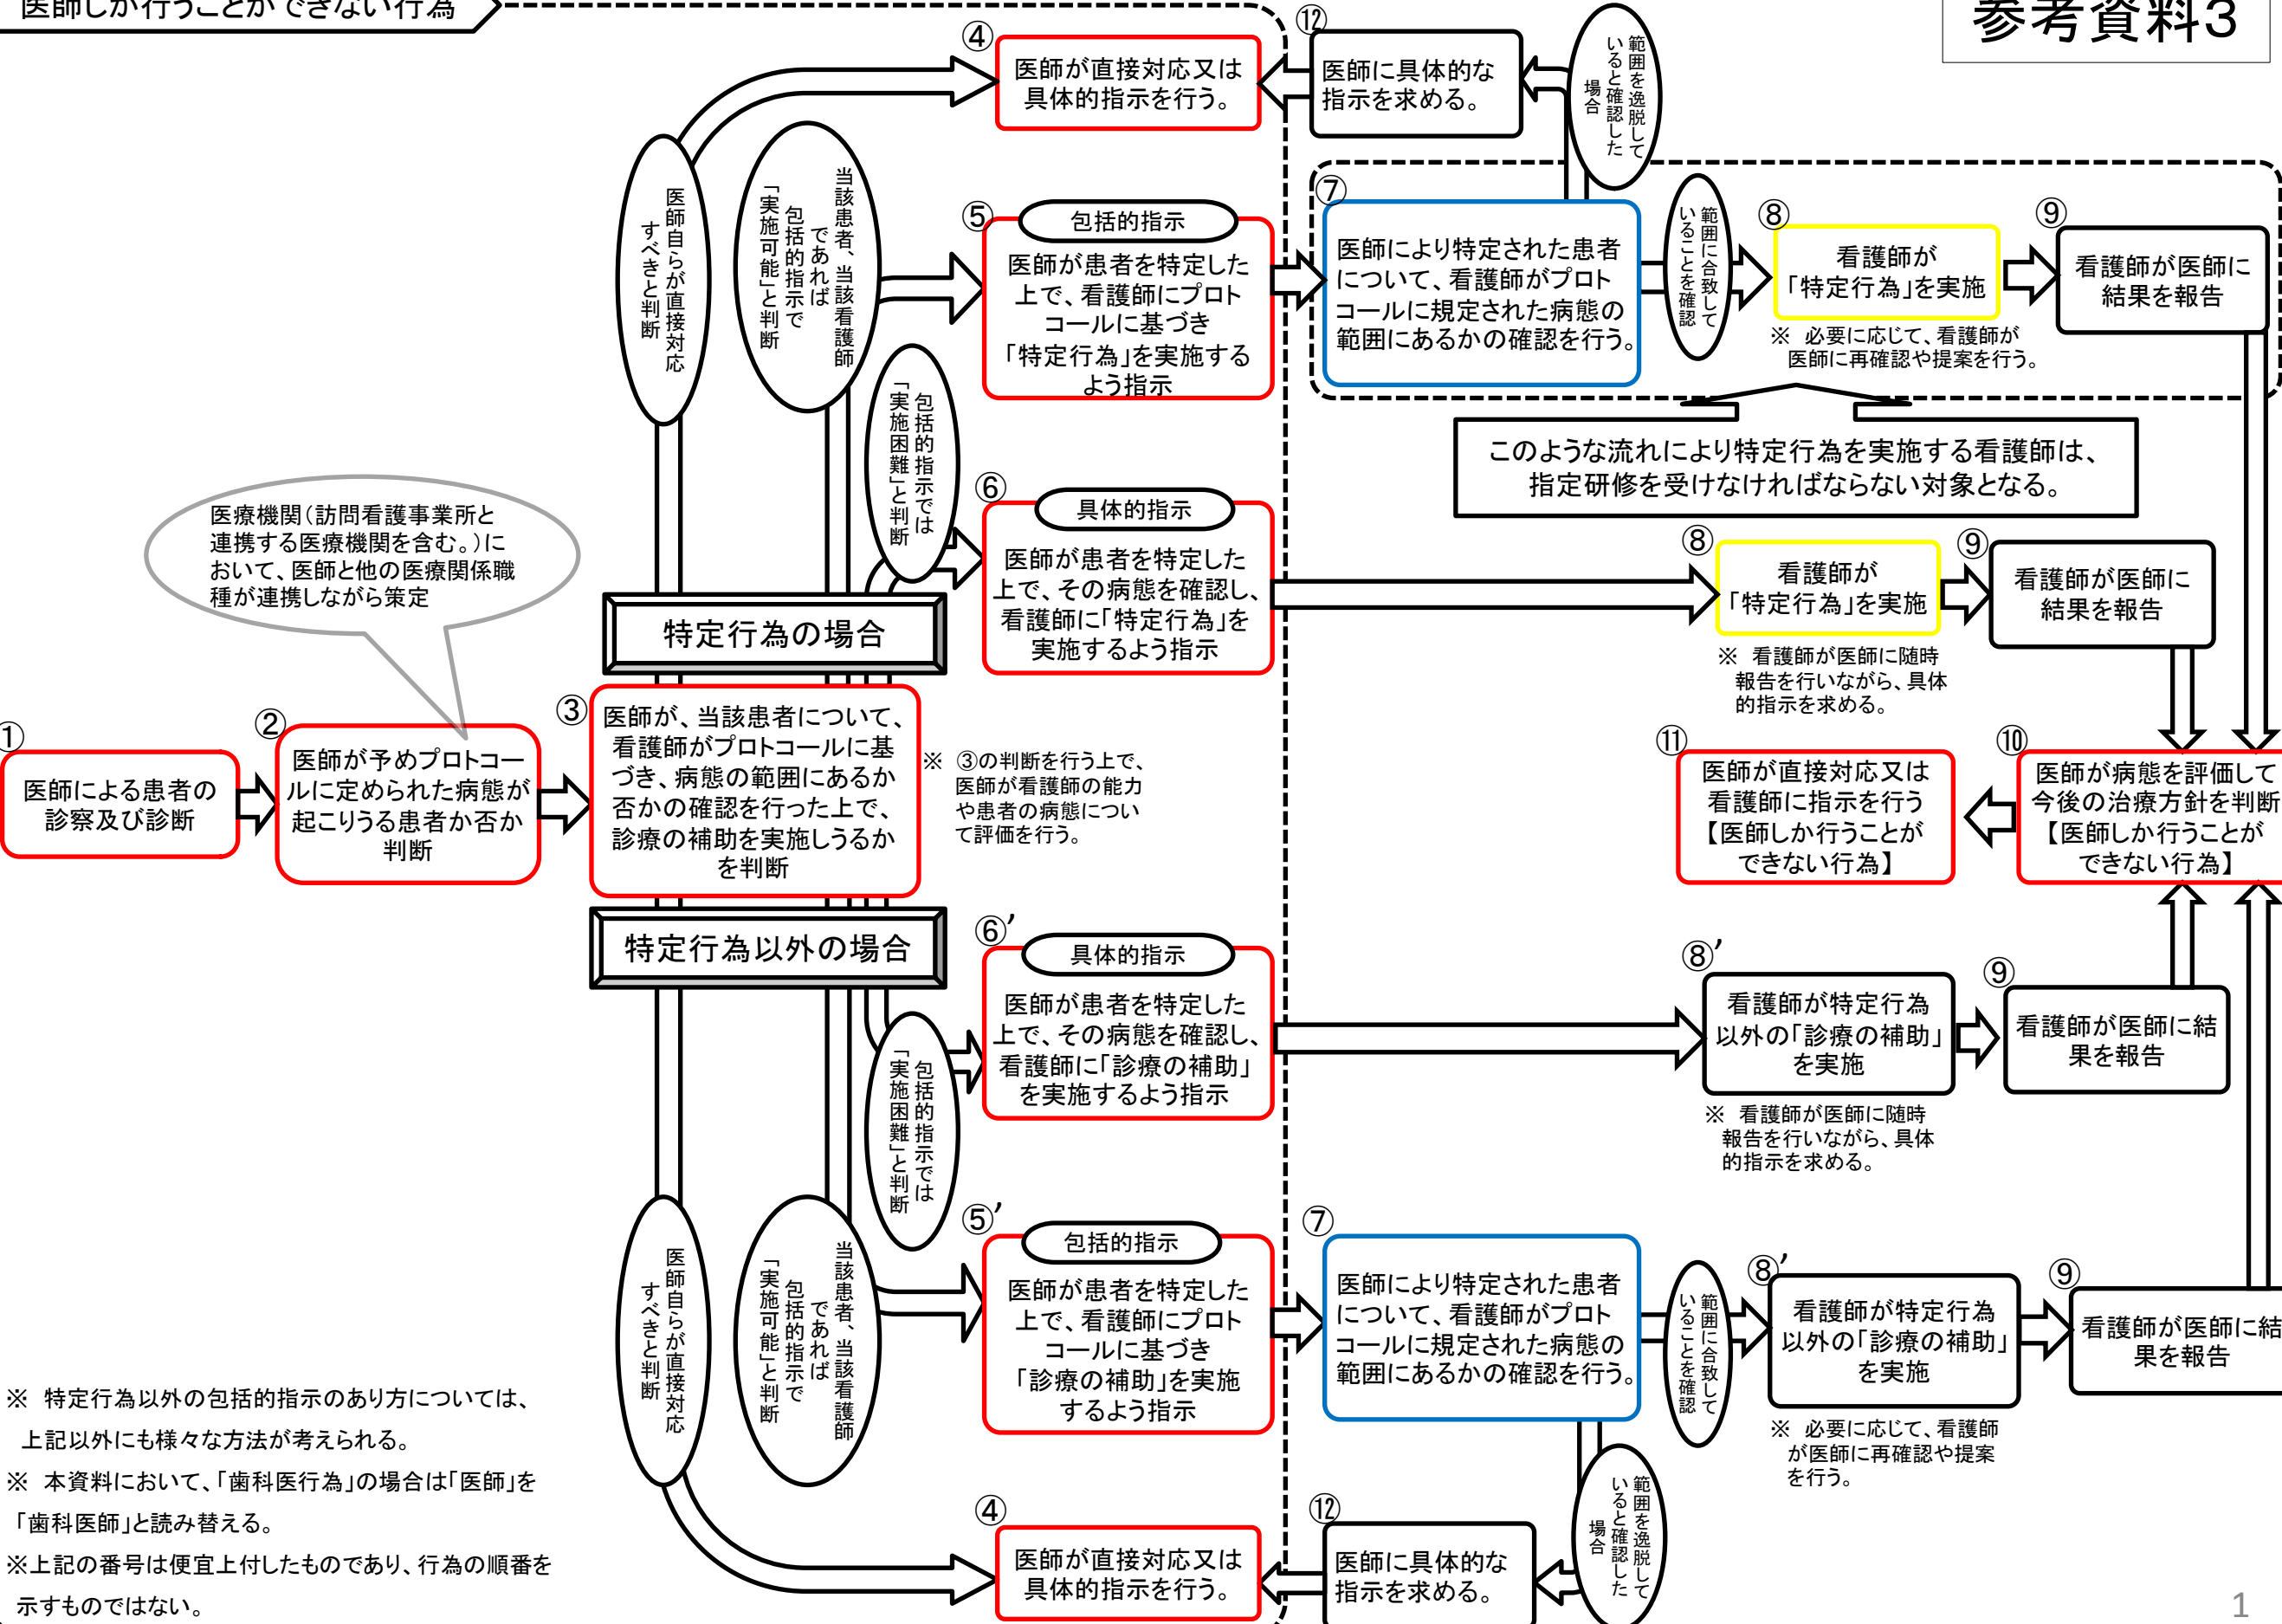 医師しか行うことができない行為
参考資料3
④
医師が直接対応又は
具体的指示を行う。
⑫
医師に具体的な
指示を求める。
範囲を逸脱して
いると確認した
場合
医師自らが直接対応
すべきと判断
当該患者、当該看護師
であれば
包括的指示で
「実施可能」と判断
⑤
包括的指示
医師が患者を特定した
上で、看護師にプロト
コールに基づき
「特定行為」を実施する
よう指示
⑦
医師により特定された患者
について、看護師がプロト
コールに規定された病態の
範囲にあるかの確認を行う。
範囲に合致して
いることを確認
⑧
看護師が
「特定行為」を実施
※ 必要に応じて、看護師が
医師に再確認や提案を行う。
⑨
看護師が医師に
結果を報告
このような流れにより特定行為を実施する看護師は、
指定研修を受けなければならない対象となる。
包括的指示では
「実施困難」と判断
⑥
具体的指示
医師が患者を特定した
上で、その病態を確認し、
看護師に「特定行為」を
実施するよう指示
⑧
看護師が
「特定行為」を実施
※ 看護師が医師に随時
報告を行いながら、具体
的指示を求める。
⑨
看護師が医師に
結果を報告
医療機関(訪問看護事業所と
連携する医療機関を含む。)に
おいて、医師と他の医療関係職
種が連携しながら策定
特定行為の場合
①
医師による患者の
診察及び診断
②
医師が予めプロトコー
ルに定められた病態が
起こりうる患者か否か
判断
③
医師が、当該患者について、
看護師がプロトコールに基
づき、病態の範囲にあるか
否かの確認を行った上で、
診療の補助を実施しうるか
を判断
※ ③の判断を行う上で、
医師が看護師の能力
や患者の病態につい
て評価を行う。
⑪
医師が直接対応又は
看護師に指示を行う
【医師しか行うことが
できない行為】
⑩
医師が病態を評価して
今後の治療方針を判断
【医師しか行うことが
できない行為】
特定行為以外の場合
⑥’
具体的指示
医師が患者を特定した
上で、その病態を確認し、
看護師に「診療の補助」
を実施するよう指示
⑧’
看護師が特定行為
以外の「診療の補助」
を実施
※ 看護師が医師に随時
報告を行いながら、具体
的指示を求める。
⑨
看護師が医師に結
果を報告
包括的指示では
「実施困難」と判断
医師自らが直接対応
すべきと判断
当該患者、当該看護師
であれば
包括的指示で
「実施可能」と判断
⑤’
包括的指示
医師が患者を特定した
上で、看護師にプロト
コールに基づき
「診療の補助」を実施
するよう指示
⑦
医師により特定された患者
について、看護師がプロト
コールに規定された病態の
範囲にあるかの確認を行う。
範囲に合致して
いることを確認
⑧’
看護師が特定行為
以外の「診療の補助」
を実施
※ 必要に応じて、看護師
が医師に再確認や提案
を行う。
⑨
看護師が医師に結
果を報告
④
医師が直接対応又は
具体的指示を行う。
⑫
医師に具体的な
指示を求める。
範囲を逸脱して
いると確認した
場合
※ 特定行為以外の包括的指示のあり方については、
上記以外にも様々な方法が考えられる。
※ 本資料において、「歯科医行為」の場合は「医師」を
「歯科医師」と読み替える。
※上記の番号は便宜上付したものであり、行為の順番を
示すものではない。
1